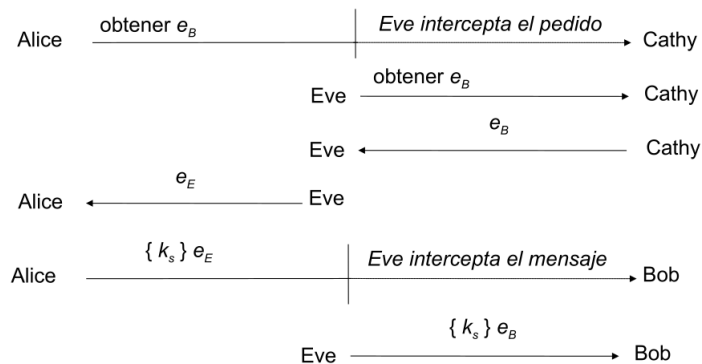 Alice obtener e_B Eve intercepta el pedido Cathy
Eve obtener e_B Cathy
Eve e_B Cathy
Alice e_E Eve
Alice { k_s } e_E Eve intercepta el mensaje Bob
Eve { k_s } e_B Bob